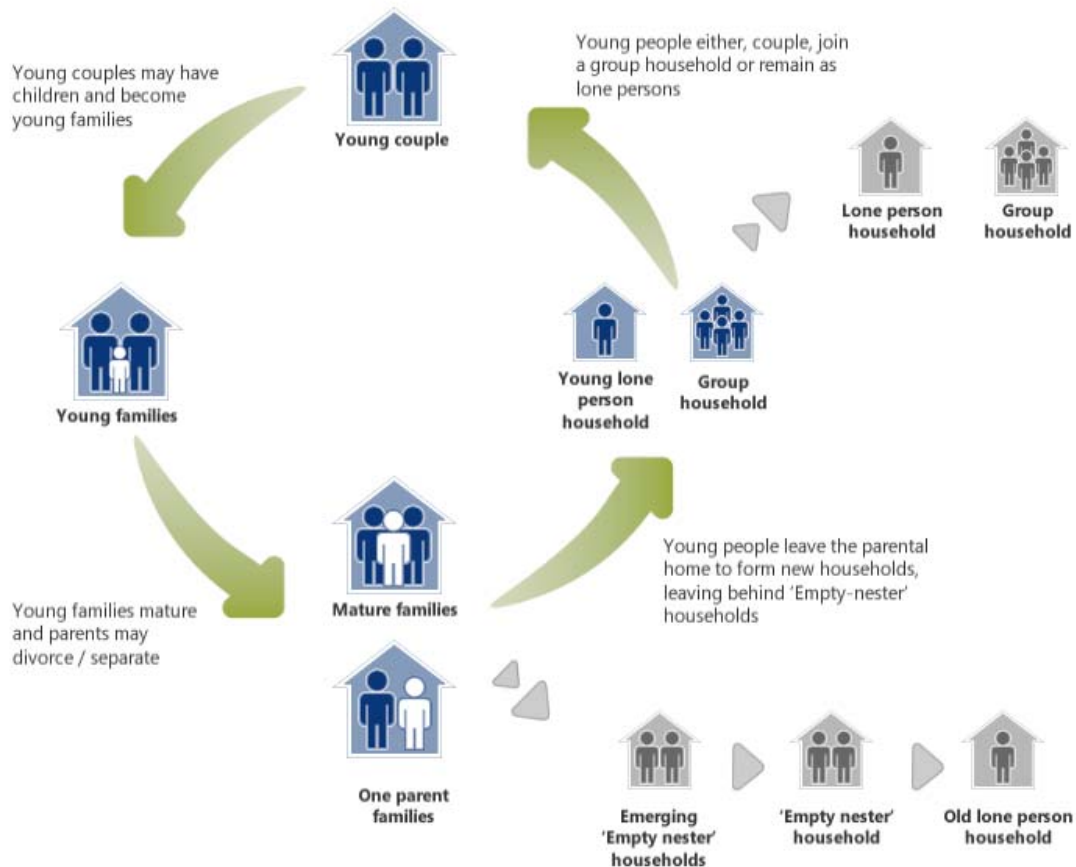 Young couples may have
children and become
young families
Young couple
Young people either, couple, join
a group household or remain as
lone persons
Lone person
household
Group
household
Young families
Young lone
person
household
Group
household
Young families mature
and parents may
divorce / separate
Mature families
Young people leave the parental
home to form new households,
leaving behind ‘Empty-nester’
households
One parent
families
Emerging
‘Empty nester’
households
‘Empty nester’
household
Old lone person
household